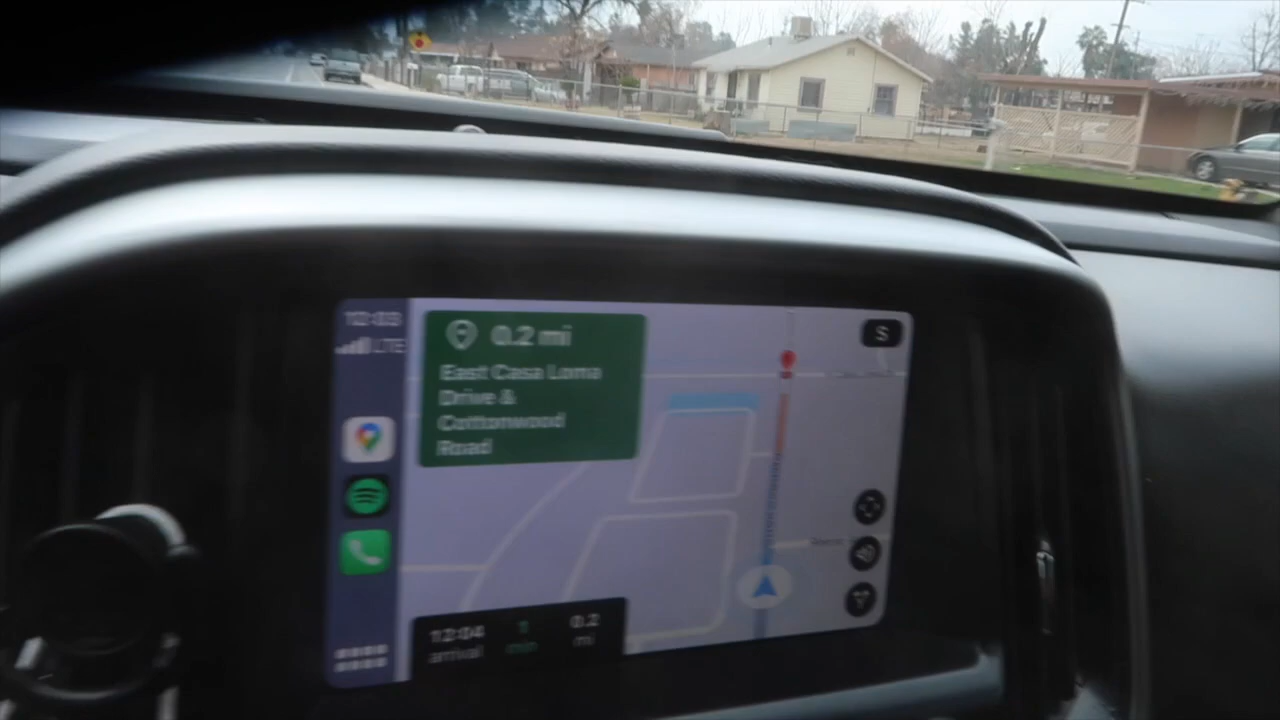 12:03
LTE
0.2 mi
East Casa Loma
Drive &
Cottonwood
Road
S
12:04
arrival
1
min
0.2
mi